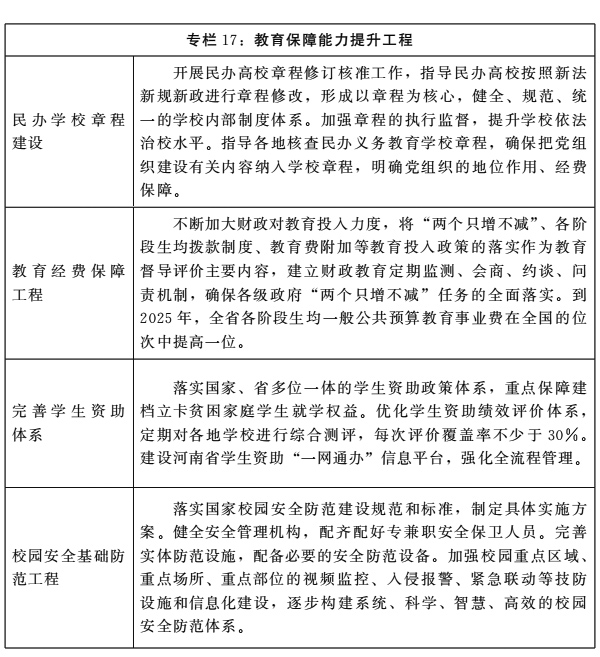 专栏 17：教育保障能力提升工程
民办学校章程
建设
开展民办高校章程修订核准工作，指导民办高校按照新法
新规新政进行章程修改，形成以章程为核心，健全、规范、统
一的学校内部制度体系。加强章程的执行监督，提升学校依法
治校水平。指导各地核查民办义务教育学校章程，确保把党组
织建设有关内容纳入学校章程，明确党组织的地位作用、经费
保障。
教育经费保障
工程
不断加大财政对教育投入力度，将“两个只增不减”、各阶
段生均拨款制度、教育费附加等教育投入政策的落实作为教育
督导评价主要内容，建立财政教育定期监测、会商、约谈、问
责机制，确保各级政府“两个只增不减”任务的全面落实。到
2025 年，全省各阶段生均一般公共预算教育事业费在全国的位
次中提高一位。
完善学生资助
体系
落实国家、省多位一体的学生资助政策体系，重点保障建
档立卡贫困家庭学生就学权益。优化学生资助绩效评价体系，
定期对各地学校进行综合测评，每次评价覆盖率不少于 30%。
建设河南省学生资助“一网通办”信息平台，强化全流程管理。
校园安全基础防
范工程
落实国家校园安全防范建设规范和标准，制定具体实施方
案。健全安全管理机构，配齐配好专兼职安全保卫人员。完善
实体防范设施，配备必要的安全防范设备。加强校园重点区域、
重点场所、重点部位的视频监控、入侵报警、紧急联动等技防
设施和信息化建设，逐步构建系统、科学、智慧、高效的校园
安全防范体系。